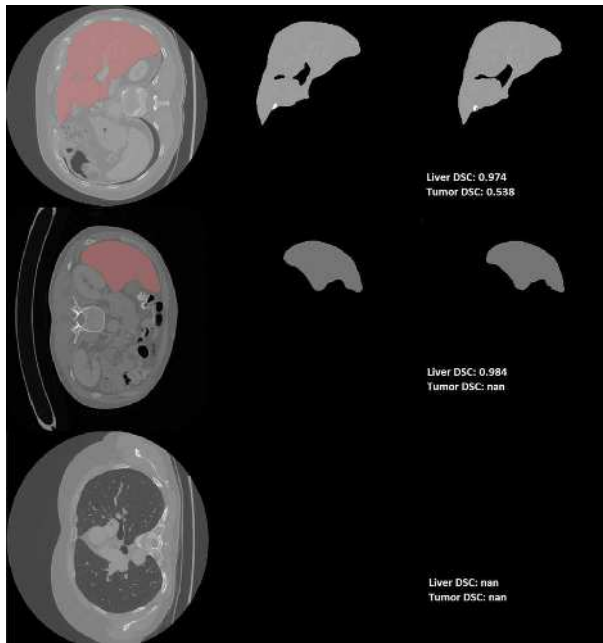 Liver DSC: 0.974
Tumor DSC: 0.538
Liver DSC: 0.984
Tumor DSC: nan
Liver DSC: nan
Tumor DSC: nan